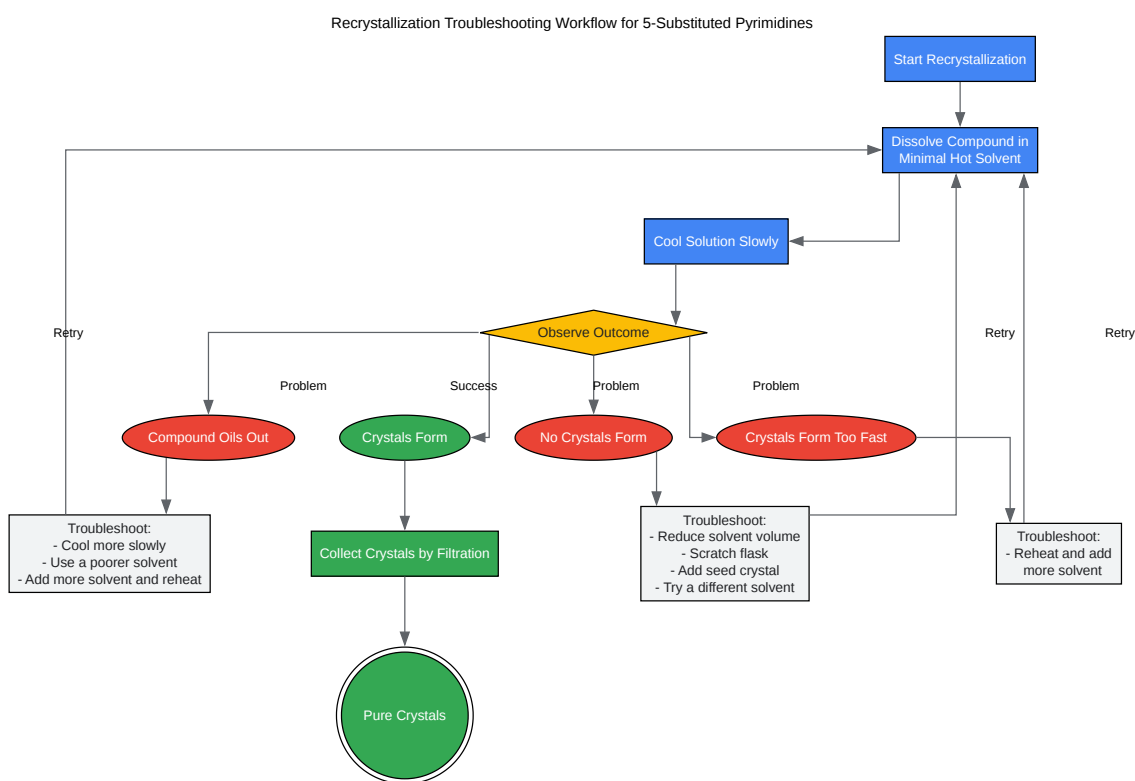 Recrystallization Troubleshooting Workflow for 5-Substituted Pyrimidines
Start Recrystallization
Dissolve Compound in
Minimal Hot Solvent
Cool Solution Slowly
Observe Outcome
Retry
Retry
Retry
Problem
Success
Problem
Problem
Compound Oils Out
Crystals Form
No Crystals Form
Crystals Form Too Fast
Troubleshoot:
- Cool more slowly
- Use a poorer solvent
- Add more solvent and reheat
Collect Crystals by Filtration
Troubleshoot:
- Reduce solvent volume
- Scratch flask
- Add seed crystal
- Try a different solvent
Troubleshoot:
- Reheat and add
more solvent
Pure Crystals